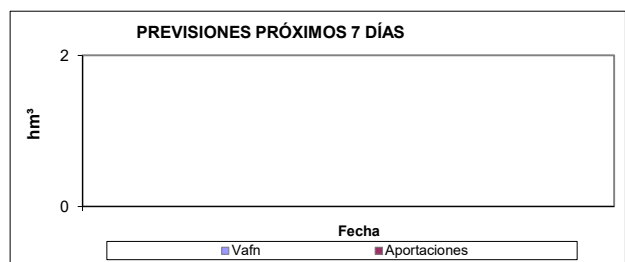 PREVISIONES PRÓXIMOS 7 DÍAS
2
hm³
0
Fecha
Vafn Aportaciones